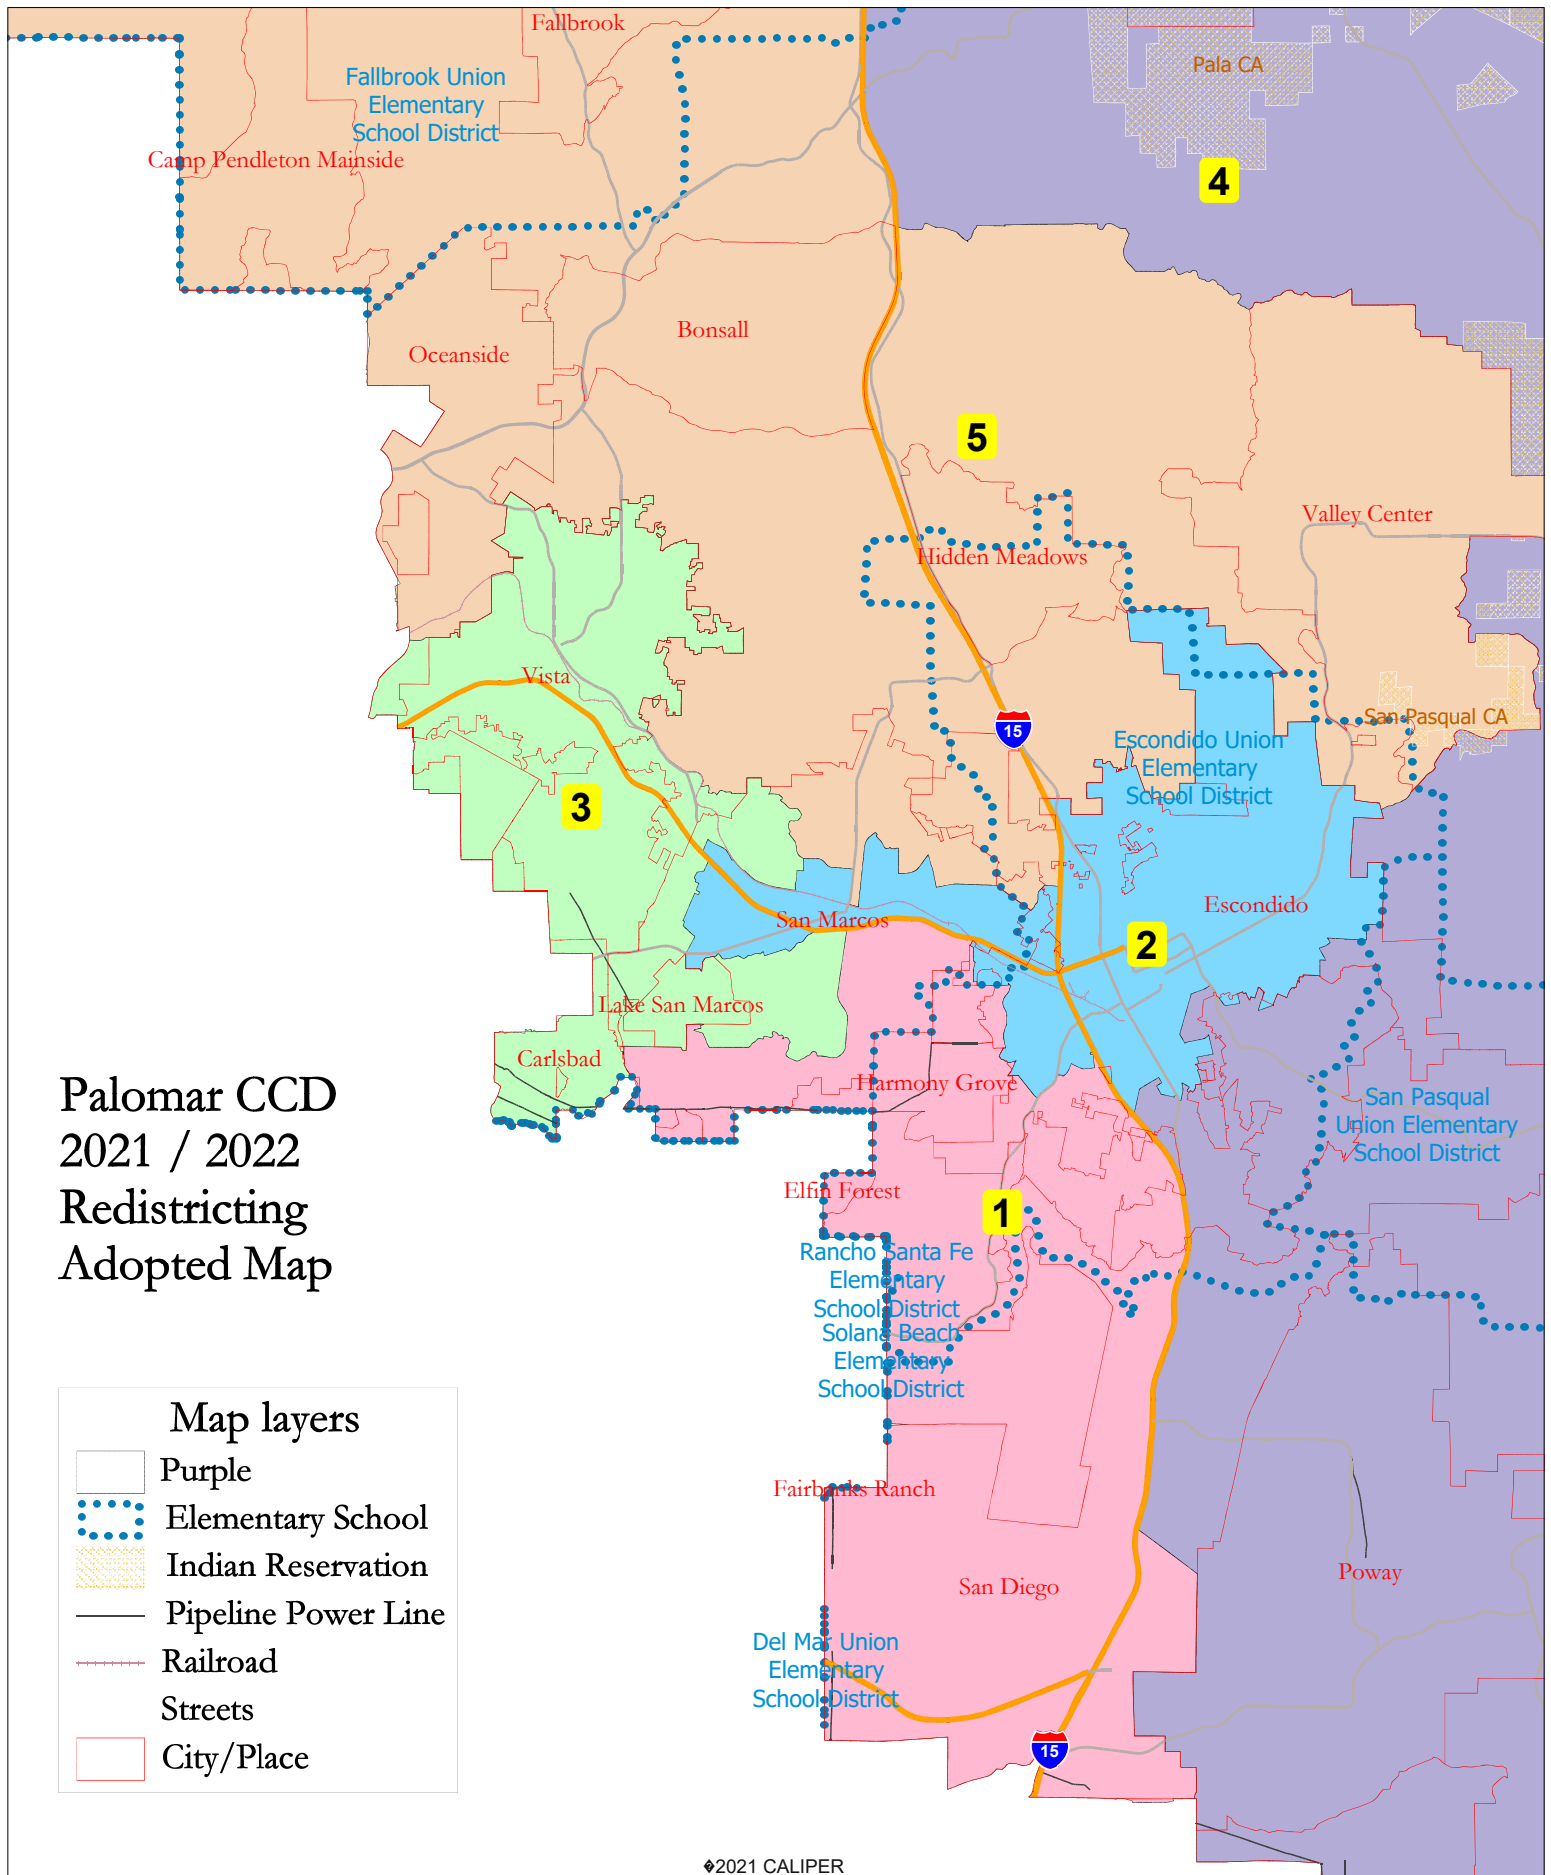 Fallbrook
Fallbrook Union
Elementary
School District
Pala CA
Camp Pendleton Mainside
4
Bonsall
Oceanside
5
Valley Center
Hidden Meadows
Vista
San Pasqual CA
15
Escondido Union
Elementary
School District
3
Escondido
San Marcos
2
Lake San Marcos
Carlsbad
Harmony Grove
Palomar CCD
2021 / 2022
Redistricting
Adopted Map
San Pasqual
Union Elementary
School District
Elfin Forest
1
Rancho Santa Fe
Elementary
School District
Solana Beach
Elementary
School District
Fairbanks Ranch
San Diego
Poway
Del Mar Union
Elementary
School District
15
Map layers
Purple
Elementary School
Indian Reservation
Pipeline Power Line
Railroad
Streets
City/Place
�2021 CALIPER